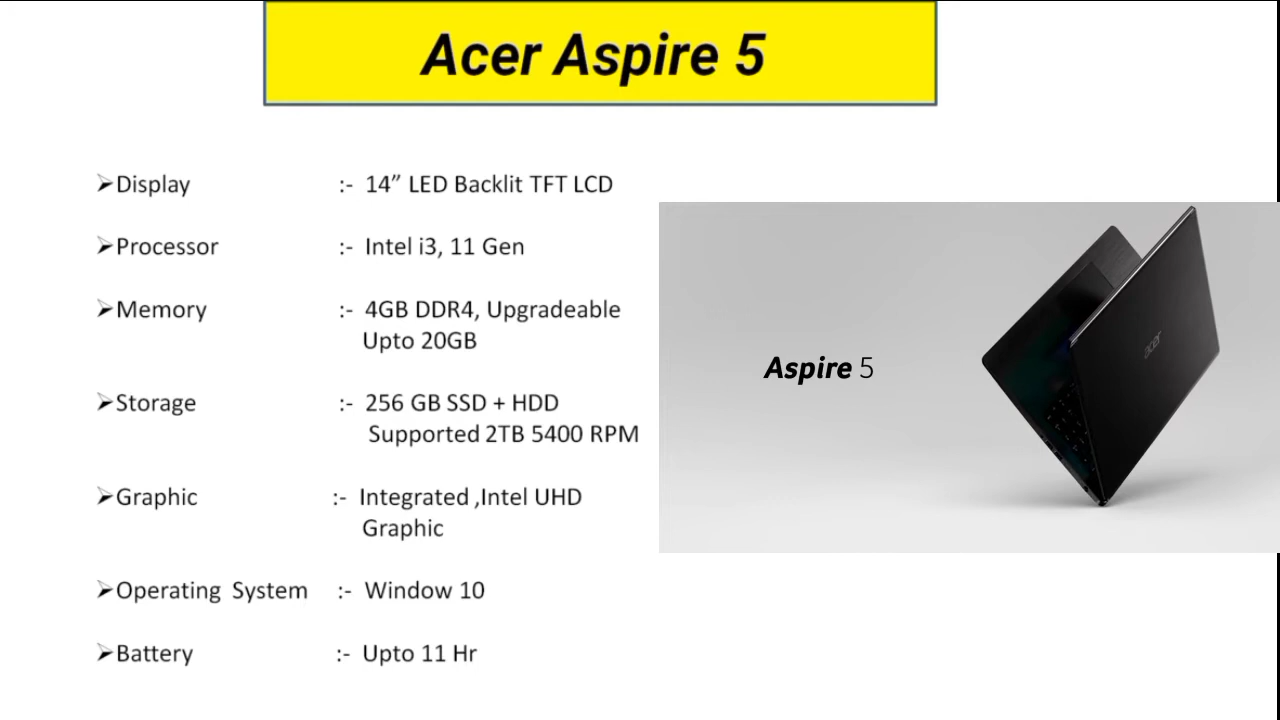 Acer Aspire 5
➢Display :- 14” LED Backlit TFT LCD
➢Processor :- Intel i3, 11 Gen
➢Memory :- 4GB DDR4, Upgradeable
Upto 20GB
➢Storage :- 256 GB SSD + HDD
Supported 2TB 5400 RPM
➢Graphic :- Integrated ,Intel UHD
Graphic
➢Operating System :- Window 10
➢Battery :- Upto 11 Hr
Aspire 5
acer